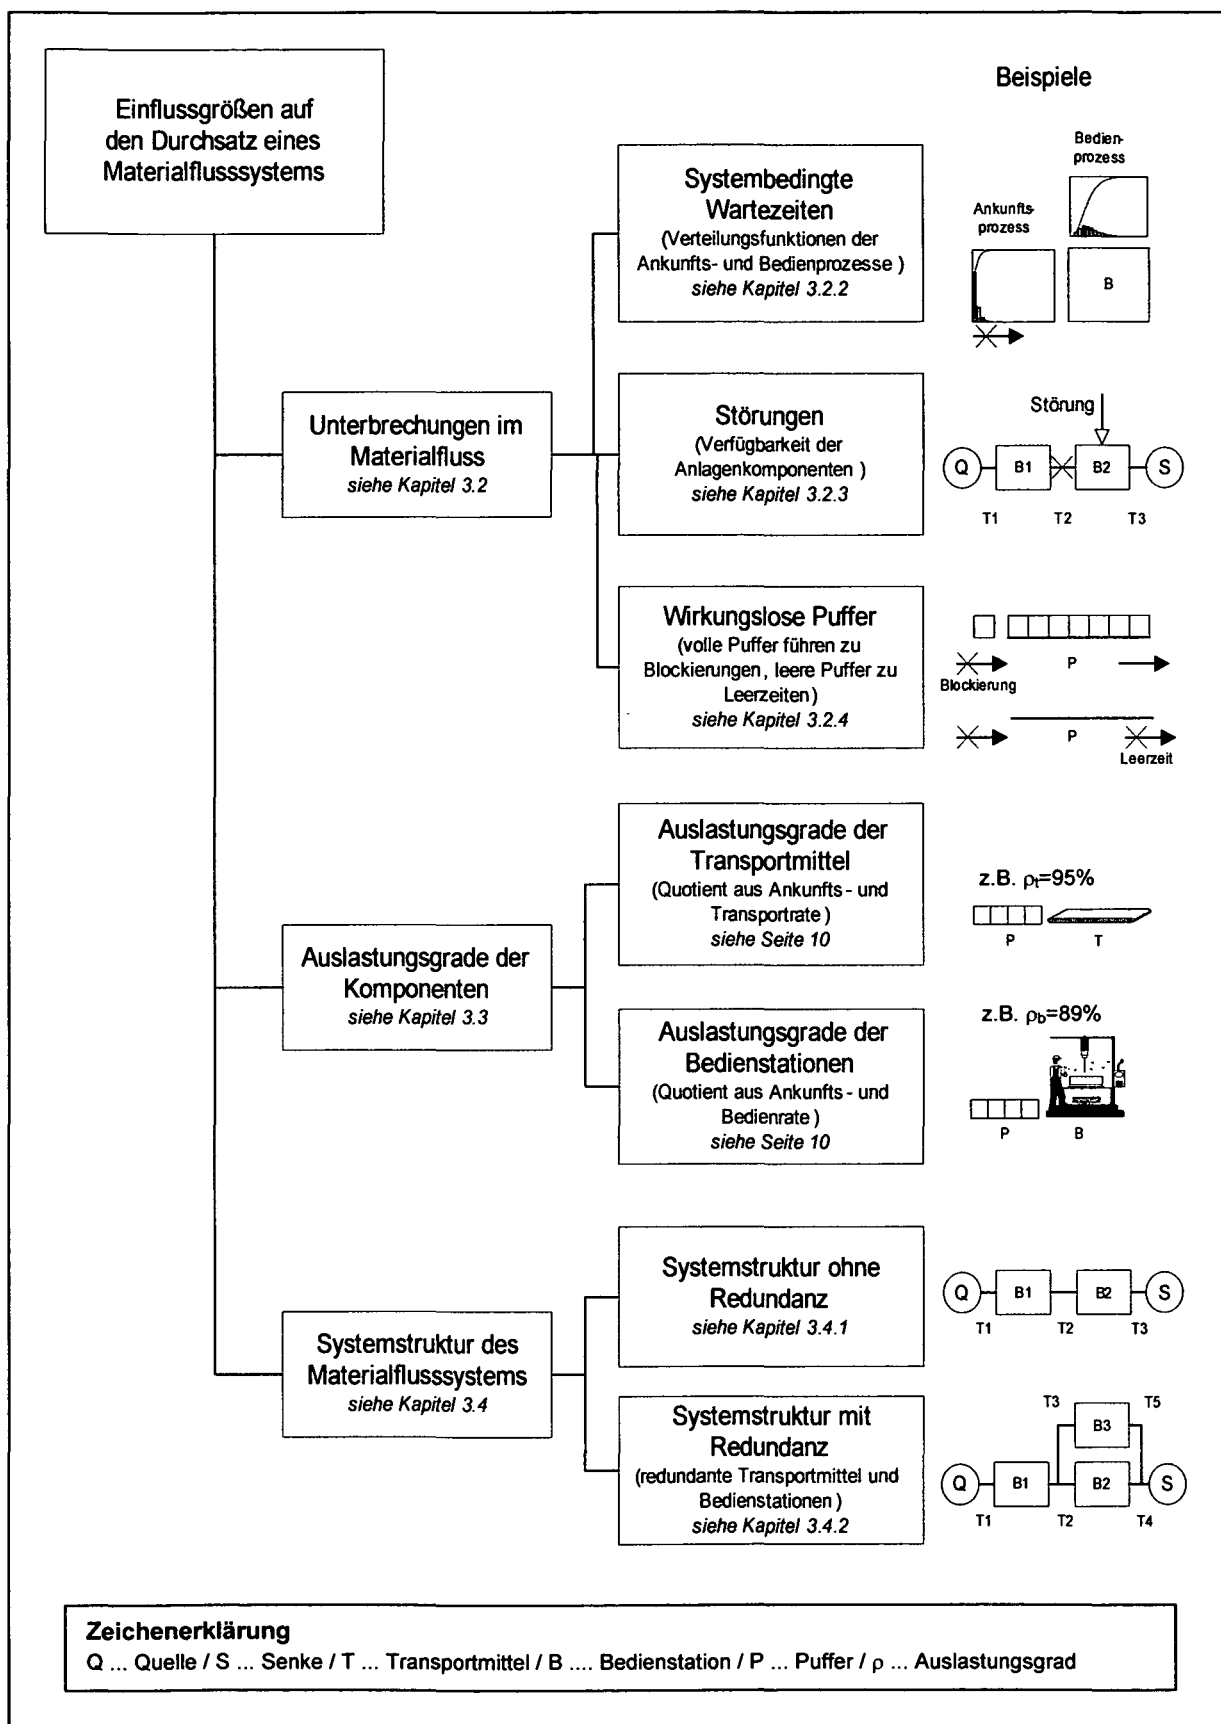 Einflussgrößen auf
den Durchsatz eines
Materialflusssystems
Beispiele
Systembedingte
Wartezeiten
(Verteilungsfunktionen der
Ankunfts- und Bedienprozesse )
siehe Kapitel 3.2.2
Bedien-
prozess
Ankunfts-
prozess
B
Unterbrechungen im
Materialfluss
siehe Kapitel 3.2
Störungen
(Verfügbarkeit der
Anlagenkomponenten )
siehe Kapitel 3.2.3
Störung
Q B1 B2 S
T1 T2 T3
Wirkungslose Puffer
(volle Puffer führen zu
Blockierungen, leere Puffer zu
Leerzeiten)
siehe Kapitel 3.2.4
P
Blockierung
P
Leerzeit
Auslastungsgrade der
Komponenten
siehe Kapitel 3.3
Auslastungsgrade der
Transportmittel
(Quotient aus Ankunfts- und
Transportrate )
siehe Seite 10
z.B. ρt=95%
P T
Auslastungsgrade der
Bedienstationen
(Quotient aus Ankunfts- und
Bedienrate )
siehe Seite 10
z.B. ρb=89%
P B
Systemstruktur des
Materialflusssystems
siehe Kapitel 3.4
Systemstruktur ohne
Redundanz
siehe Kapitel 3.4.1
Q B1 B2 S
T1 T2 T3
Systemstruktur mit
Redundanz
(redundante Transportmittel und
Bedienstationen )
siehe Kapitel 3.4.2
T3 T5
B3
Q B1 B2 S
T1 T2 T4
Zeichenerklärung
Q ... Quelle / S ... Senke / T ... Transportmittel / B .... Bedienstation / P ... Puffer / ρ ... Auslastungsgrad